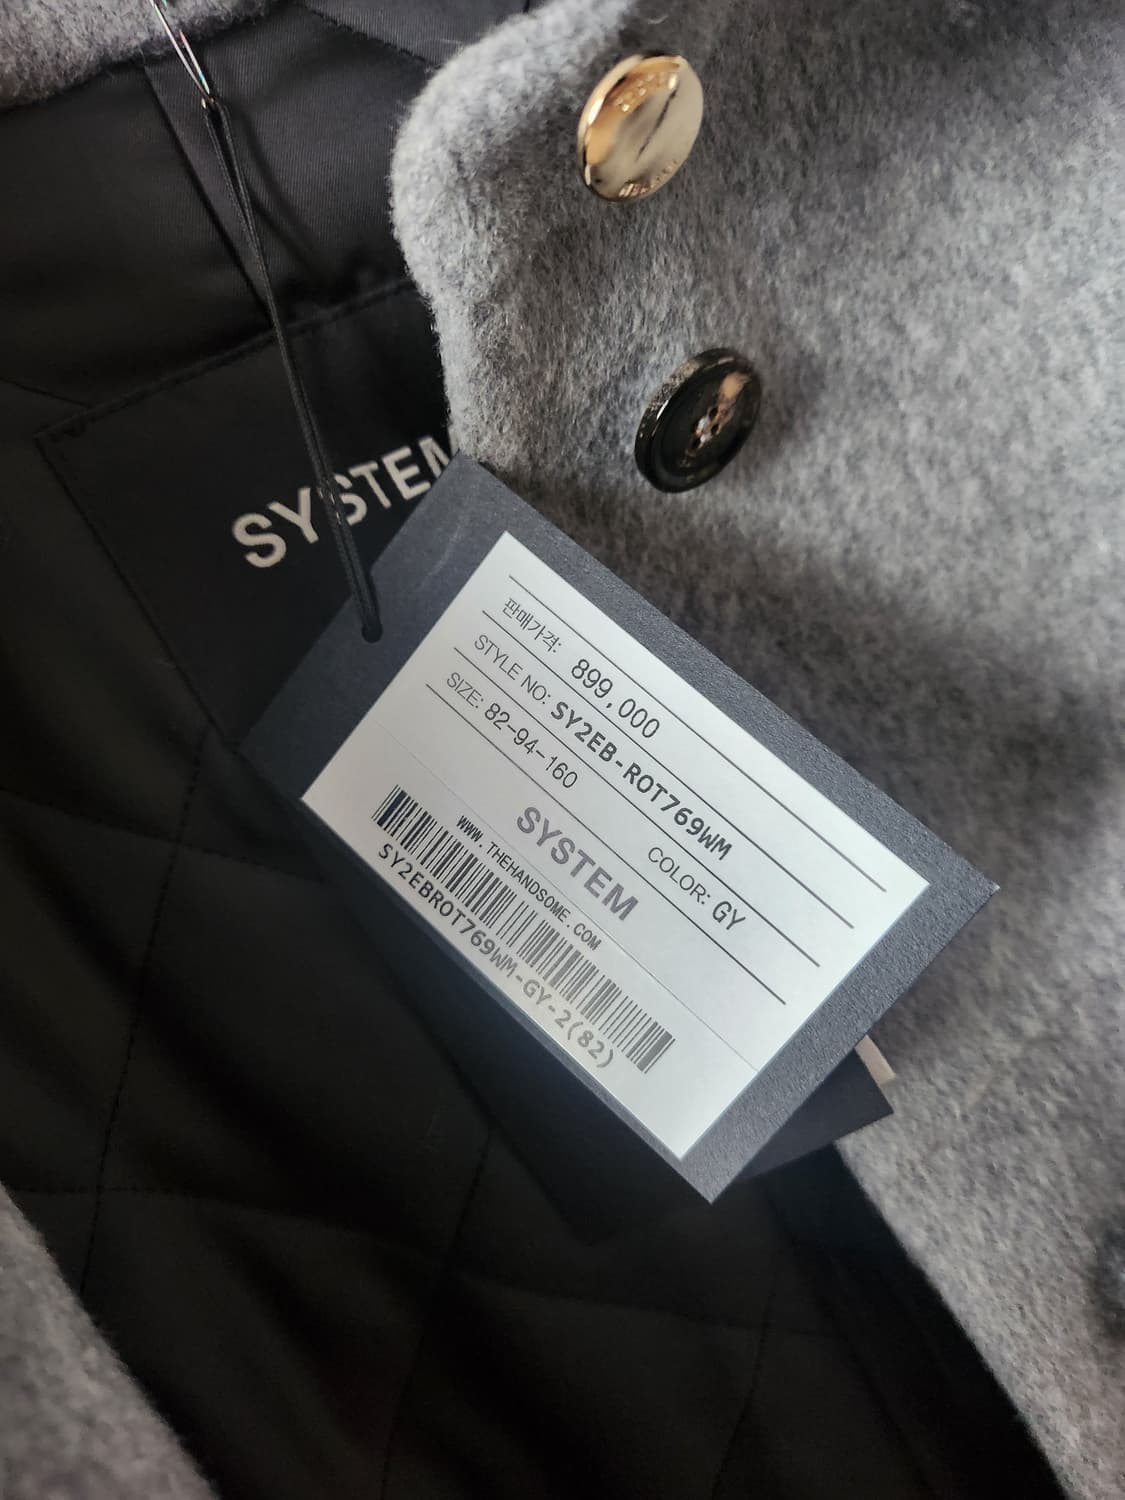 SYSTEM
판매가격: 899,000
STYLE NO: SY2EB-ROT769WM
SIZE: 82-94-160 COLOR: GY
SYSTEM
WWW.THEHANDSOME.COM
SY2EBROT769WM-GY-2(82)